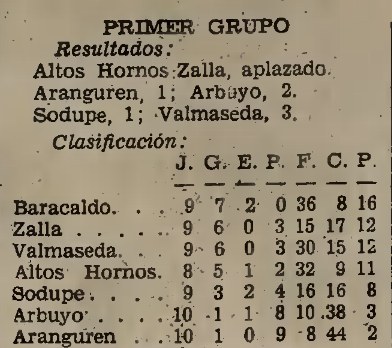 PRIMER GRUPO
Resultados:
Altos Hornos-Zalla, aplazado.
Aranguren, 1; Arbuyo, 2.
Sodupe, 1; Valmaseda, 3.
Clasificación:
J. G. E. P. F. C. P
Baracaldo. . . 9 7 2 0 36 8 16
Zalla . . . . . 9 6 0 3 15 17 12
Valmaseda. . . 9 6 0 3 30 15 12
Altos Hornos. 8 5 1 2 32 9 11
Sodupe . . . . 9 3 2 4 16 16 8
Arbuyo . . . . 10 1 1 8 10 38 3
Aranguren . . . 10 1 0 9 8 44 2